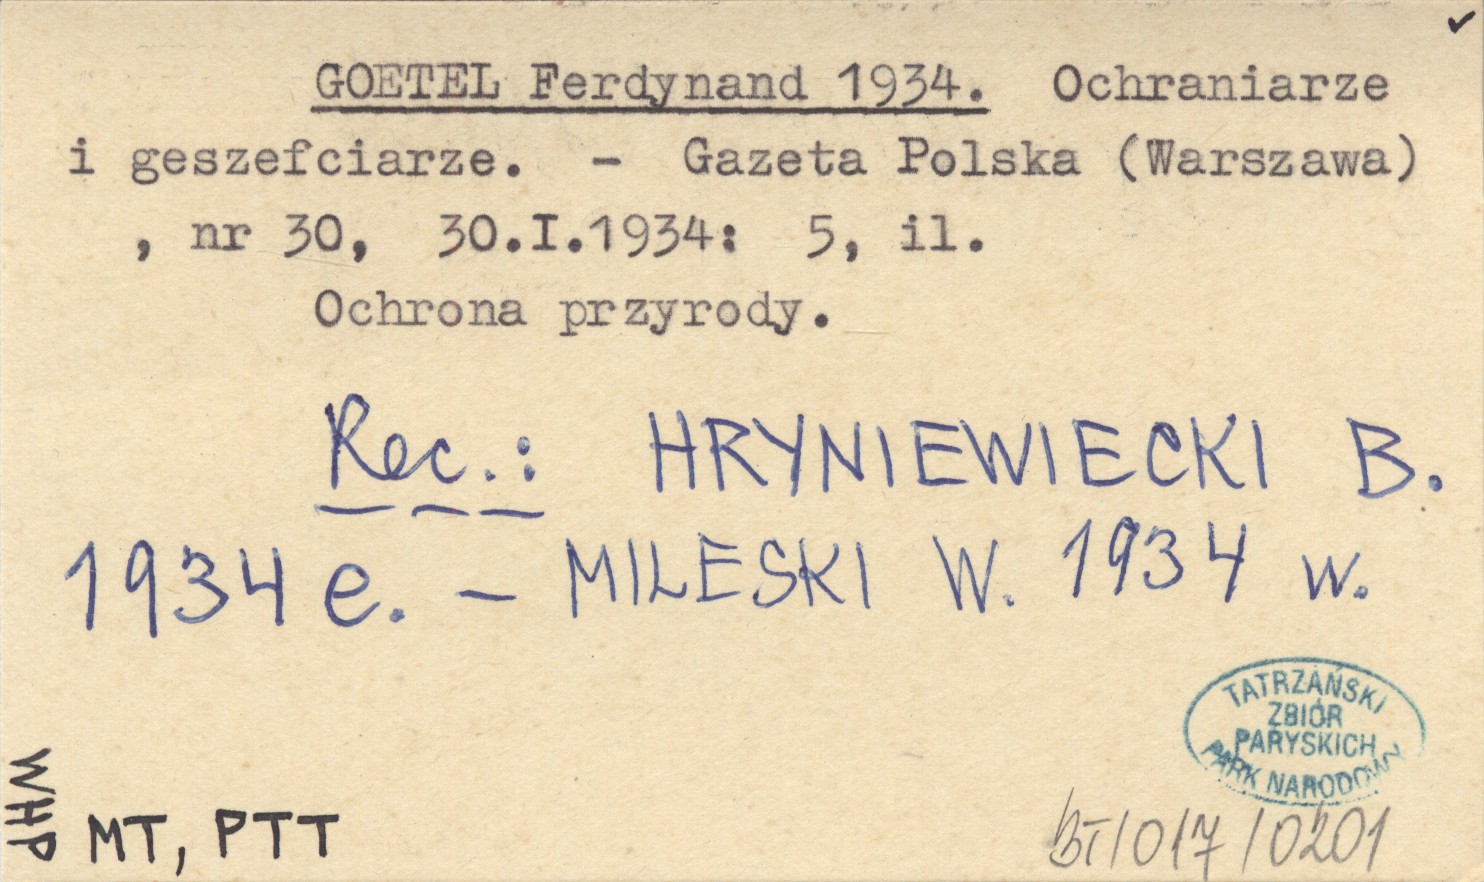 ✓
GOETEL Ferdynand 1934. Ochraniarze
i geszefciarze. - Gazeta Polska (Warszawa)
, nr 30, 30.I.1934: 5, il.
Ochrona przyrody.
Rec.: HRYNIEWIECKI B.
1934 e. - MILESKI W. 1934 w.
TATRZAŃSKI
ZBIÓR
PARYSKICH
PARK NARODOWY
WHP
MT, PTT
BT/017/0201